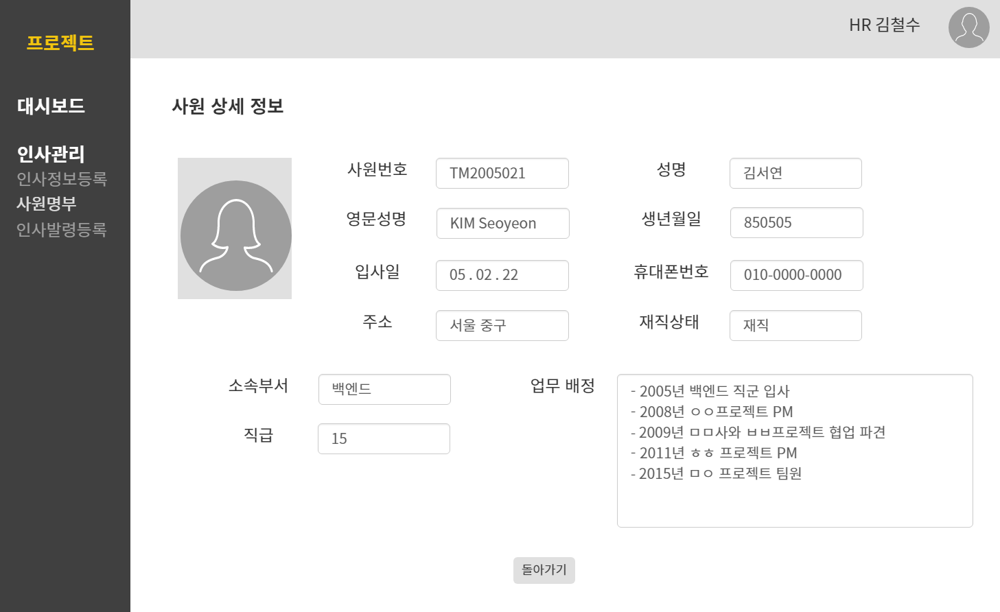 프로젝트
대시보드
인사관리
인사정보등록
사원명부
인사발령등록
HR 김철수
사원 상세 정보
사원번호 TM2005021 성명 김서연
영문성명 KIM Seoyeon 생년월일 850505
입사일 05 . 02 . 22 휴대폰번호 010-0000-0000
주소 서울 중구 재직상태 재직
소속부서 백엔드
직급 15
업무 배정
- 2005년 백엔드 직군 입사
- 2008년 ㅇㅇ프로젝트 PM
- 2009년 ㅁㅁ사와 ㅂㅂ프로젝트 협업 파견
- 2011년 ㅎㅎ 프로젝트 PM
- 2015년 ㅁㅇ 프로젝트 팀원
돌아가기